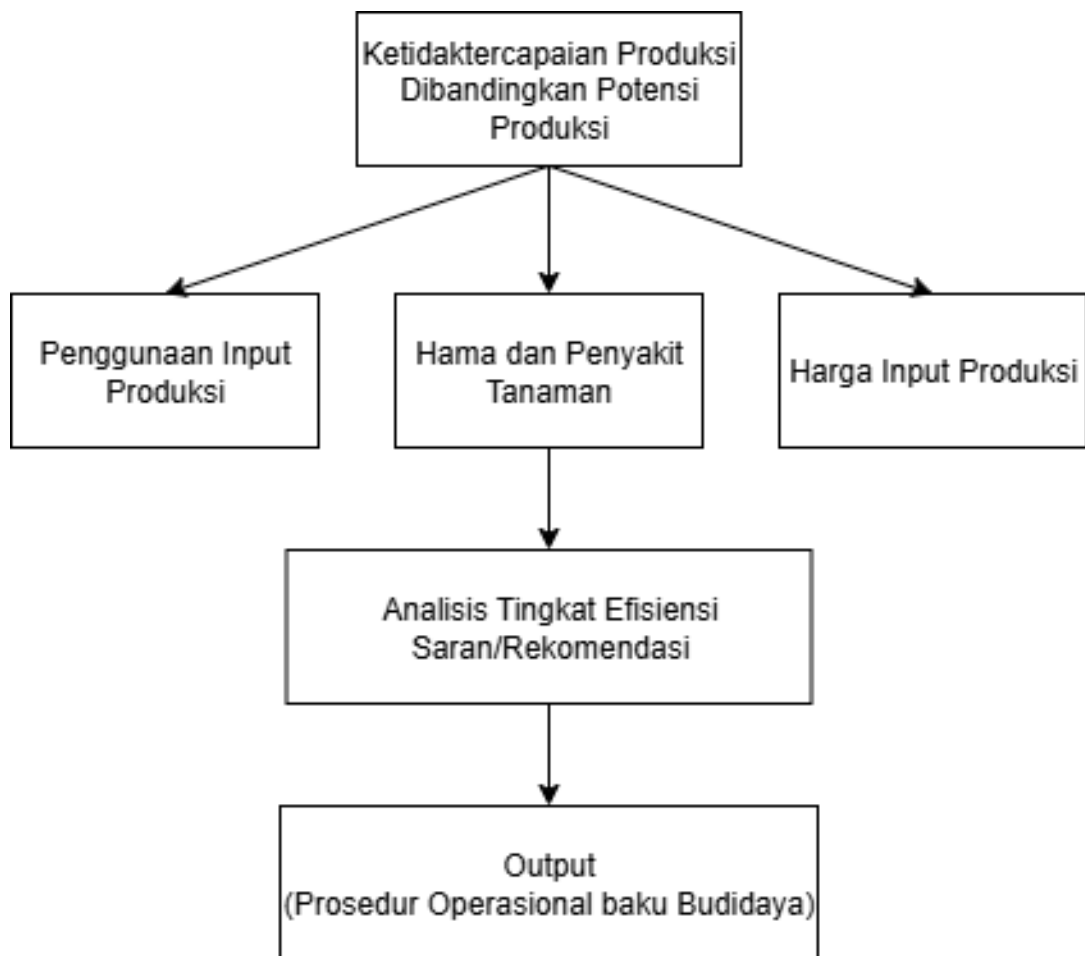 Ketidaktercapaian Produksi
Dibandingkan Potensi
Produksi
Penggunaan Input
Produksi
Hama dan Penyakit
Tanaman
Harga Input Produksi
Analisis Tingkat Efisiensi
Saran/Rekomendasi
Output
(Prosedur Operasional baku Budidaya)